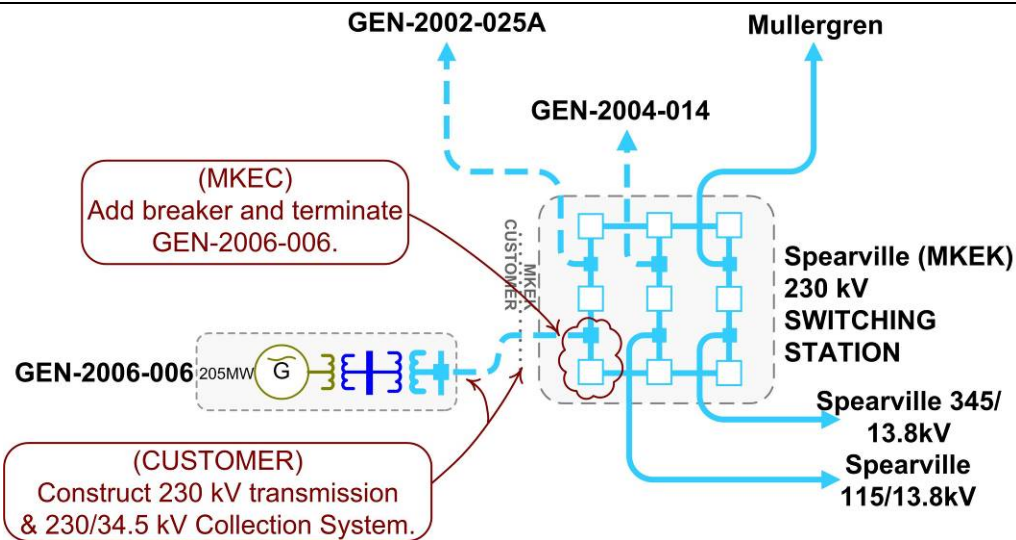 GEN-2002-025A
Mullergren
GEN-2004-014
(MKEC)
Add breaker and terminate
GEN-2006-006.
CUSTOMER
MKEK
Spearville (MKEK)
230 kV
SWITCHING
STATION
GEN-2006-006
205MW
G
Spearville 345/
13.8kV
Spearville
115/13.8kV
(CUSTOMER)
Construct 230 kV transmission
& 230/34.5 kV Collection System.